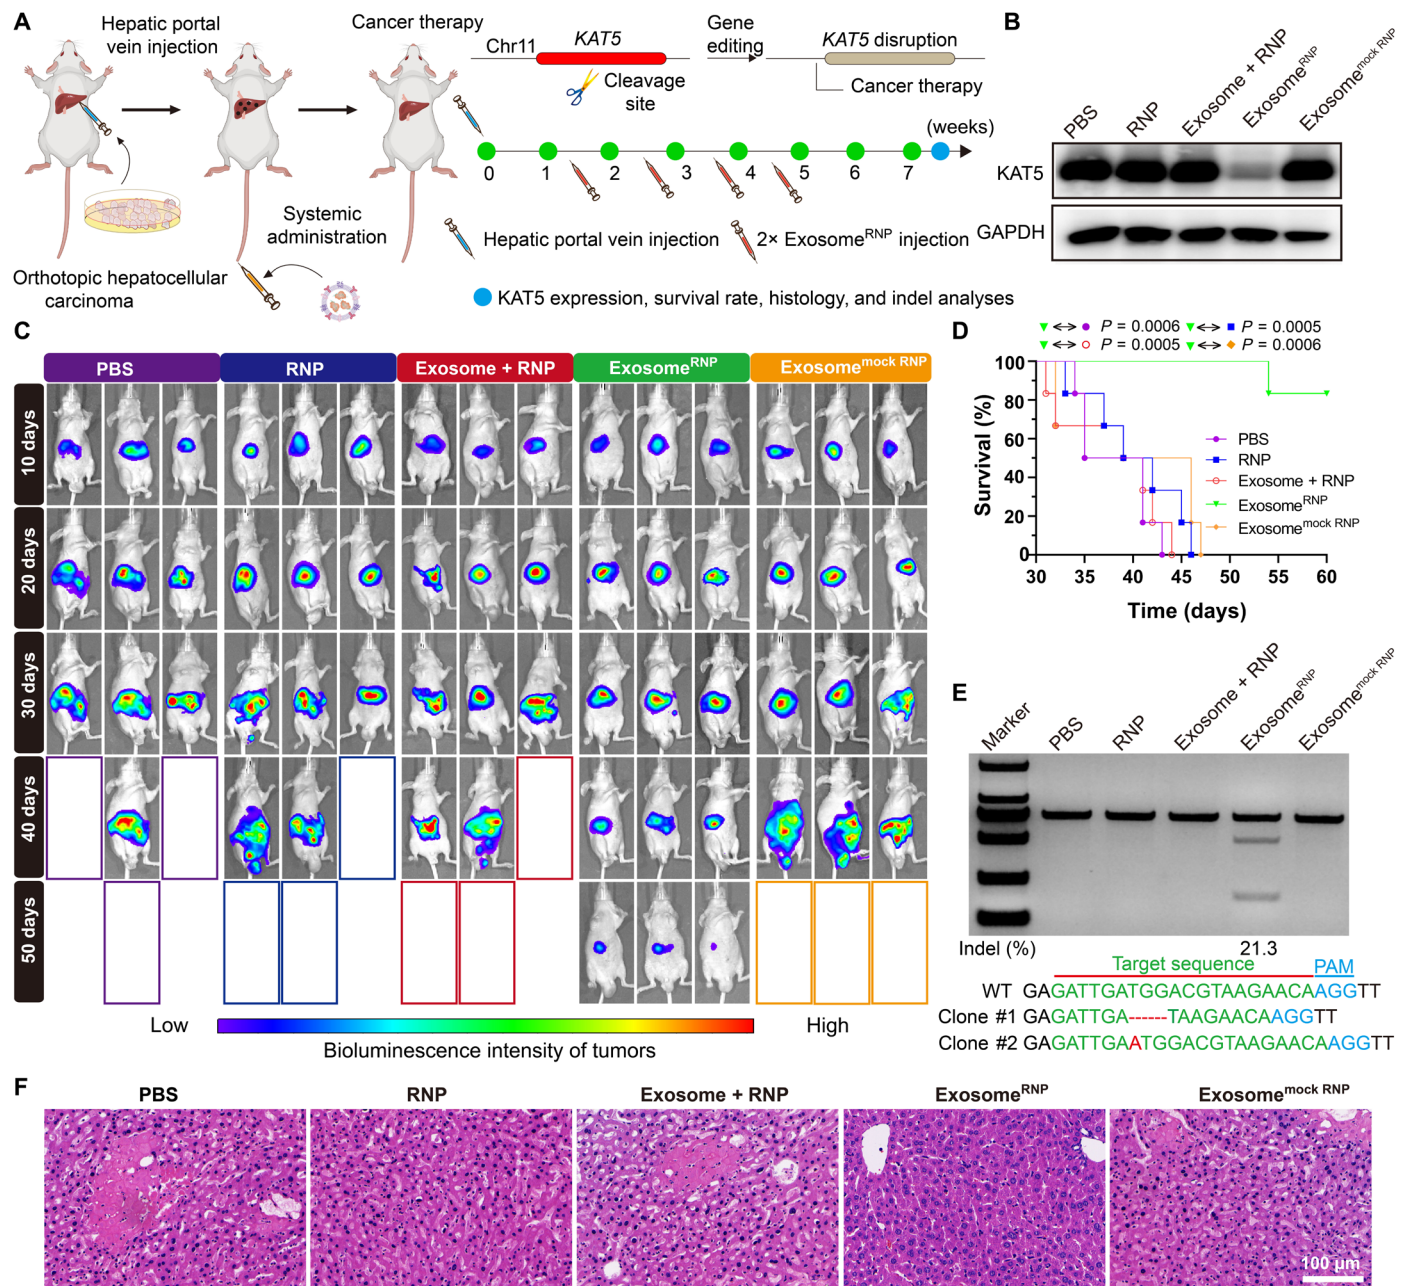 A
Hepatic portal
vein injection
Cancer therapy
Orthotopic hepatocellular
carcinoma
Systemic
administration
Chr11
KAT5
Cleavage
site
Gene
editing
KAT5 disruption
Cancer therapy
(weeks)
0 1 2 3 4 5 6 7
Hepatic portal vein injection
2× ExosomeRNP injection
KAT5 expression, survival rate, histology, and indel analyses
B
PBS
RNP
Exosome + RNP
ExosomeRNP
Exosomemock RNP
KAT5
GAPDH
C
PBS
RNP
Exosome + RNP
ExosomeRNP
Exosomemock RNP
10 days
20 days
30 days
40 days
50 days
Low
High
Bioluminescence intensity of tumors
D
P = 0.0006
P = 0.0005
P = 0.0005
P = 0.0006
Survival (%)
100
80
60
40
20
0
30 35 40 45 50 55 60
Time (days)
PBS
RNP
Exosome + RNP
ExosomeRNP
Exosomemock RNP
E
Marker
PBS
RNP
Exosome + RNP
ExosomeRNP
Exosomemock RNP
Indel (%)
21.3
Target sequence
PAM
WT GAGATTGATGGACGTAAGAACAAGGTT
Clone #1 GAGATTGA------TAAGAACAAGGTT
Clone #2 GAGATTGAATGGACGTAAGAACAAGGTT
F
PBS
RNP
Exosome + RNP
ExosomeRNP
Exosomemock RNP
100 μm